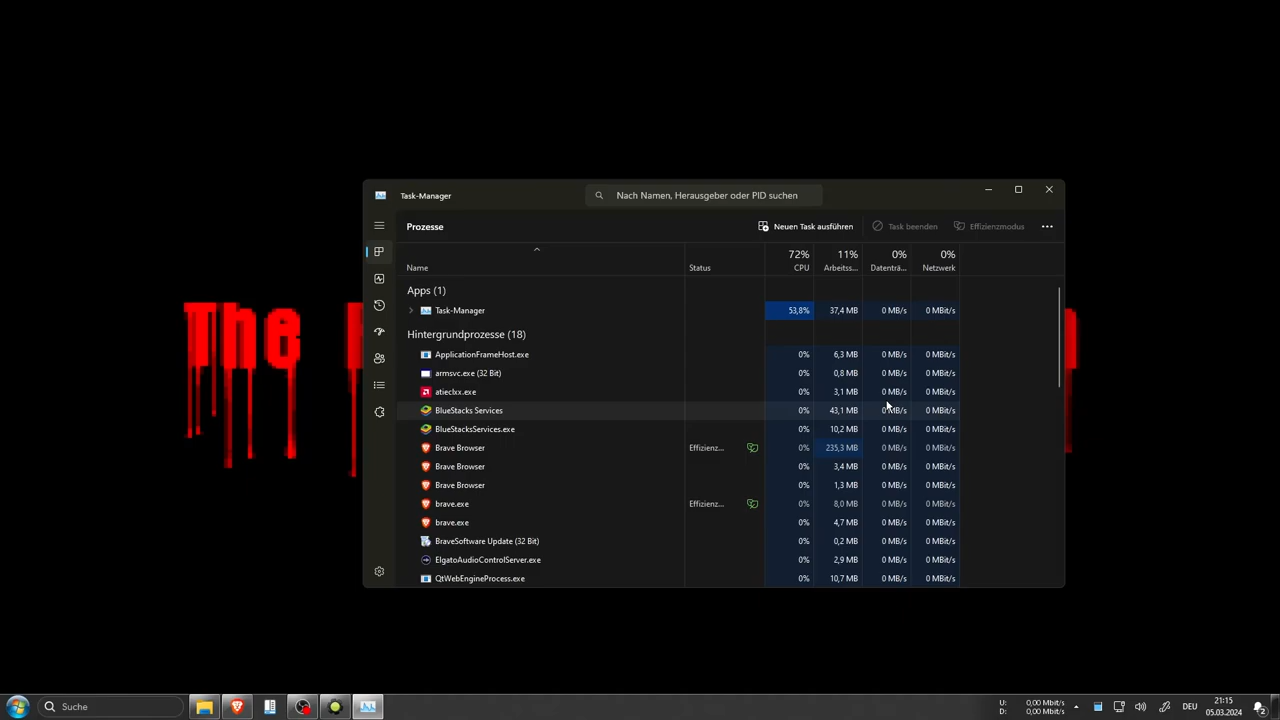 Task-Manager
Nach Namen, Herausgeber oder PID suchen
Prozesse
Neuen Task ausführen
Task beenden
Effizienzmodus
72% 11% 0% 0%
Name Status CPU Arbeitss... Datenträ... Netzwerk
Apps (1)
Task-Manager 53,8% 37,4 MB 0 MB/s 0 MBit/s
Hintergrundprozesse (18)
ApplicationFrameHost.exe 0% 6,3 MB 0 MB/s 0 MBit/s
armsvc.exe (32 Bit) 0% 0,8 MB 0 MB/s 0 MBit/s
atieclxx.exe 0% 3,1 MB 0 MB/s 0 MBit/s
BlueStacks Services 0% 43,1 MB 0 MB/s 0 MBit/s
BlueStacksServices.exe 0% 10,2 MB 0 MB/s 0 MBit/s
Brave Browser Effizienz... 0% 235,3 MB 0 MB/s 0 MBit/s
Brave Browser 0% 3,4 MB 0 MB/s 0 MBit/s
Brave Browser 0% 1,3 MB 0 MB/s 0 MBit/s
brave.exe Effizienz... 0% 8,0 MB 0 MB/s 0 MBit/s
brave.exe 0% 4,7 MB 0 MB/s 0 MBit/s
BraveSoftware Update (32 Bit) 0% 0,2 MB 0 MB/s 0 MBit/s
ElgatoAudioControlServer.exe 0% 2,9 MB 0 MB/s 0 MBit/s
QtWebEngineProcess.exe 0% 10,7 MB 0 MB/s 0 MBit/s
The
Suche
U: 0,00 Mbit/s
D: 0,00 Mbit/s
DEU
21:15
05.03.2024
2